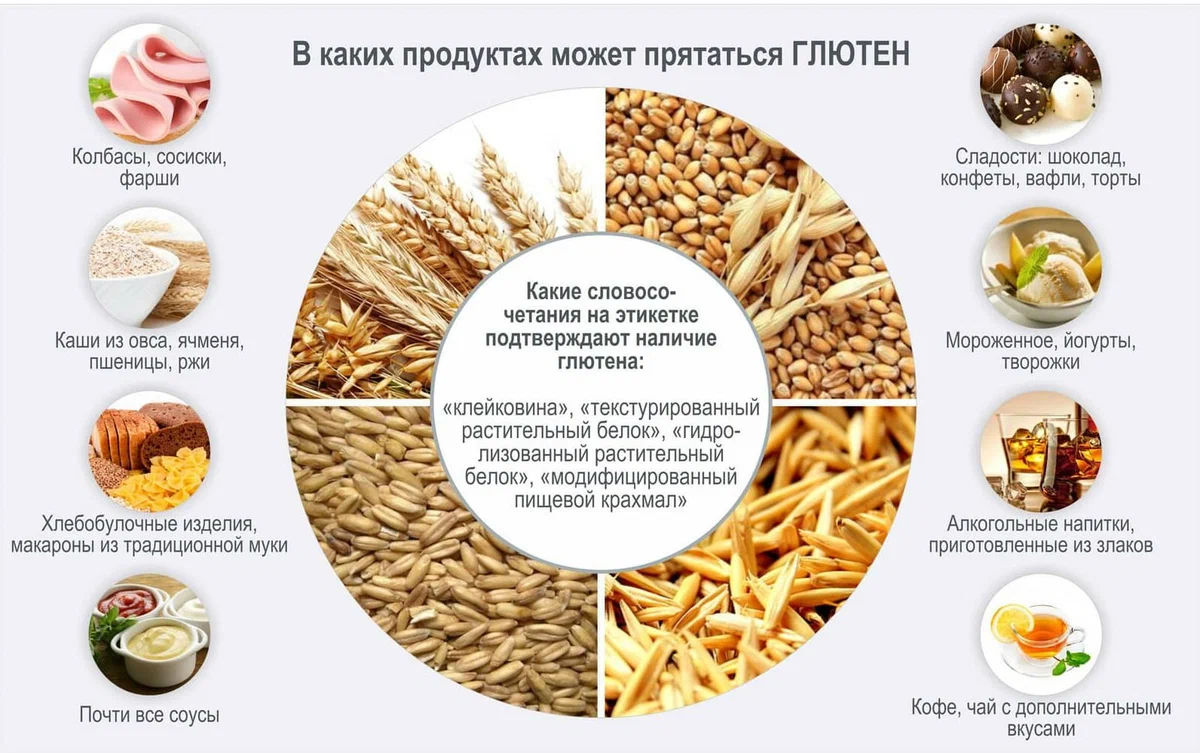 В каких продуктах может прятаться ГЛЮТЕН
Колбасы, сосиски,
фарши
Каши из овса, ячменя,
пшеницы, ржи
Хлебобулочные изделия,
макароны из традиционной муки
Почти все соусы
Какие словосо-
четания на этикетке
подтверждают наличие
глютена:
«клейковина», «текстурированный
растительный белок», «гидро-
лизованный растительный
белок», «модифицированный
пищевой крахмал»
Сладости: шоколад,
конфеты, вафли, торты
Мороженное, йогурты,
творожки
Алкогольные напитки,
приготовленные из злаков
Кофе, чай с дополнительными
вкусами